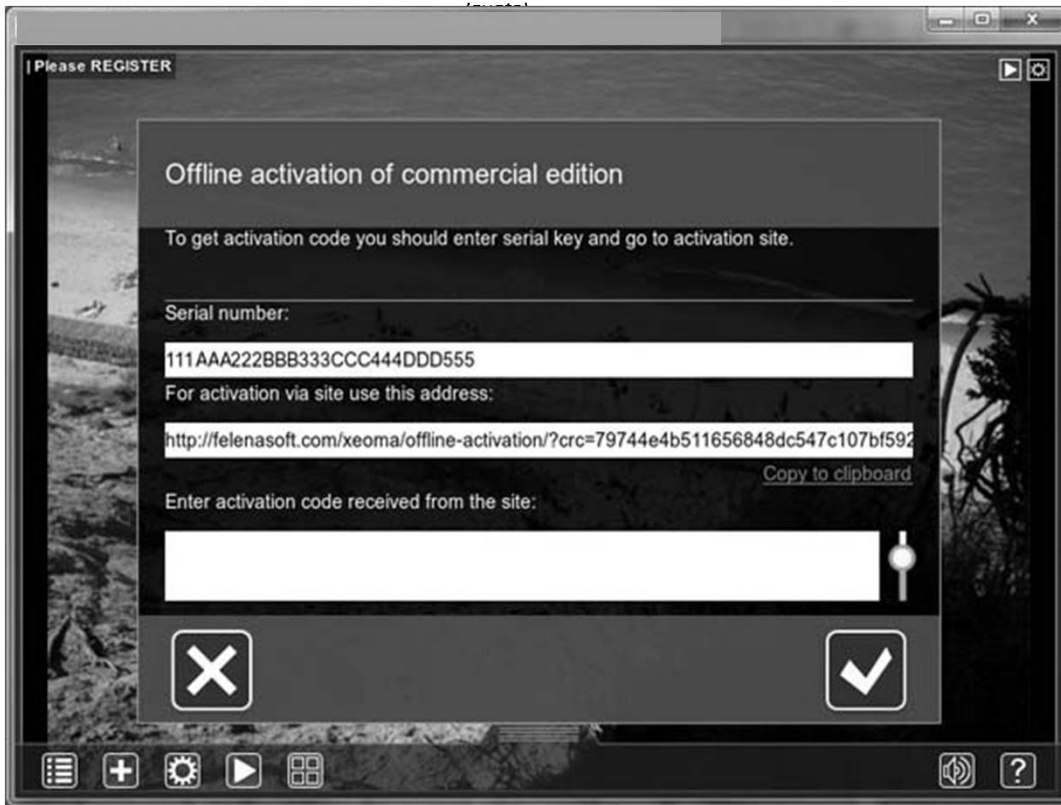 | Please REGISTER
Offline activation of commercial edition
To get activation code you should enter serial key and go to activation site.
Serial number:
111AAA222BBB333CCC444DDD555
For activation via site use this address:
http://felenasoft.com/xeoma/offline-activation/?crc=79744e4b511656848dc547c107bf592
Copy to clipboard
Enter activation code received from the site: